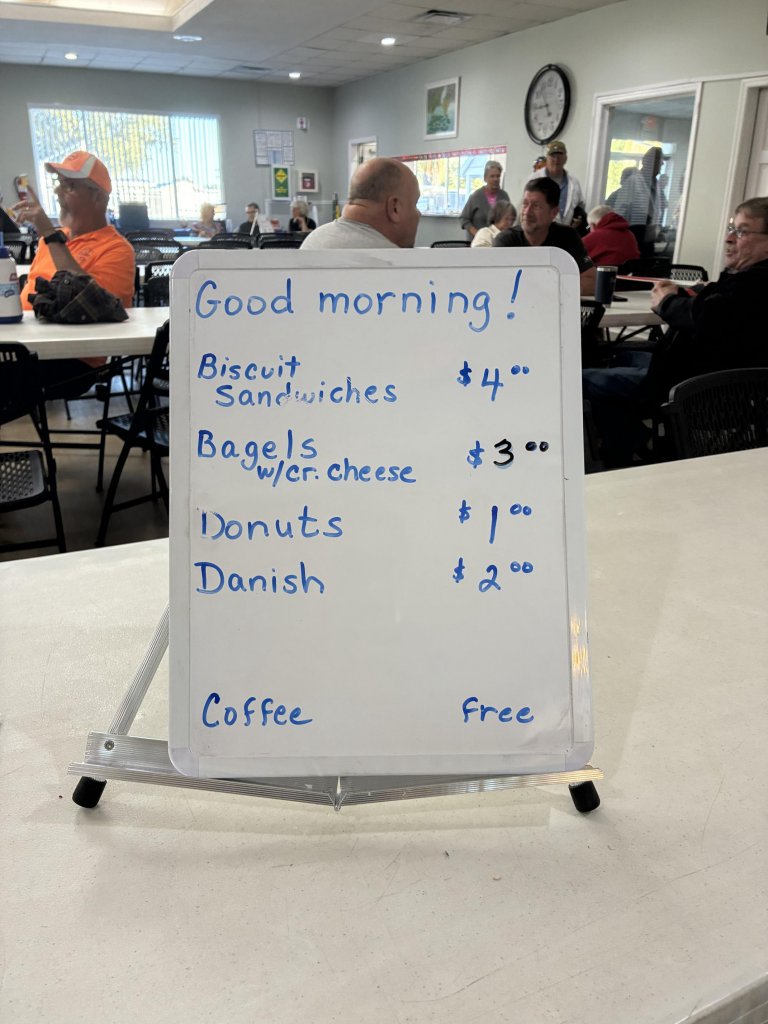 Good morning!
Biscuit
Sandwiches $4.00
Bagels
w/cr. cheese $3.00
Donuts $1.00
Danish $2.00
Coffee free